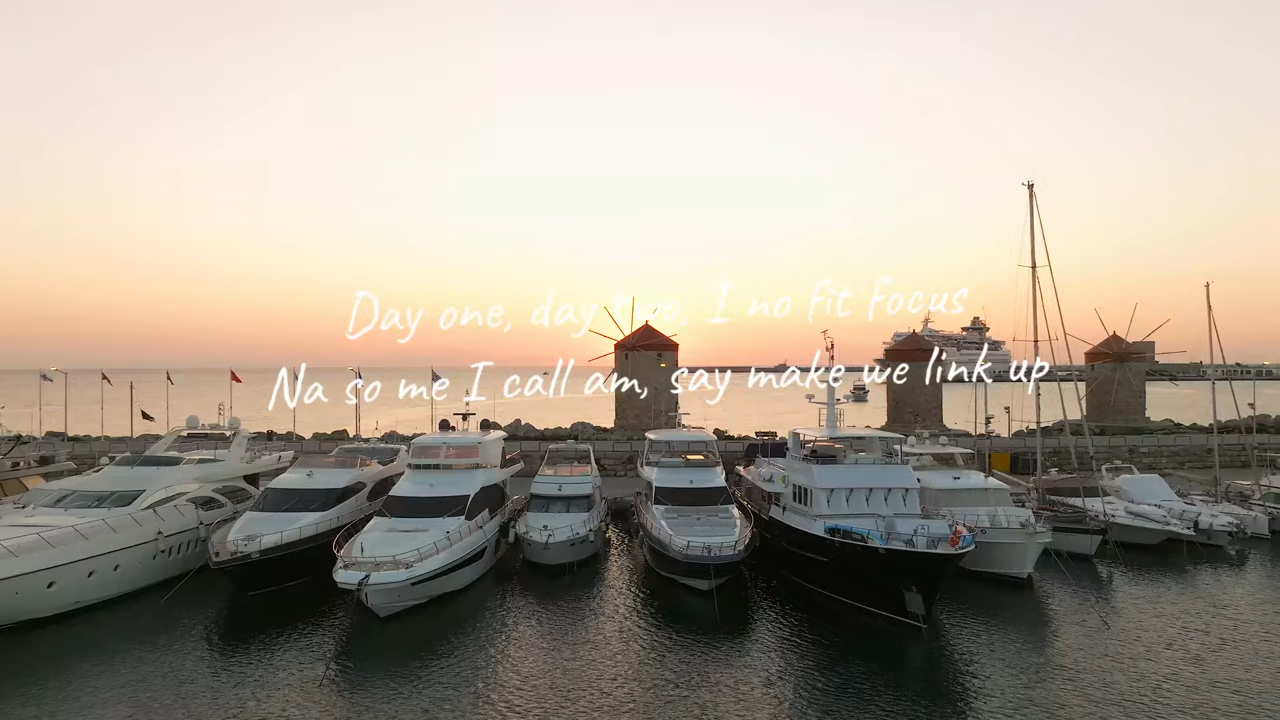 Day one, day two, I no fit focus
Na so me I call am, say make we link up